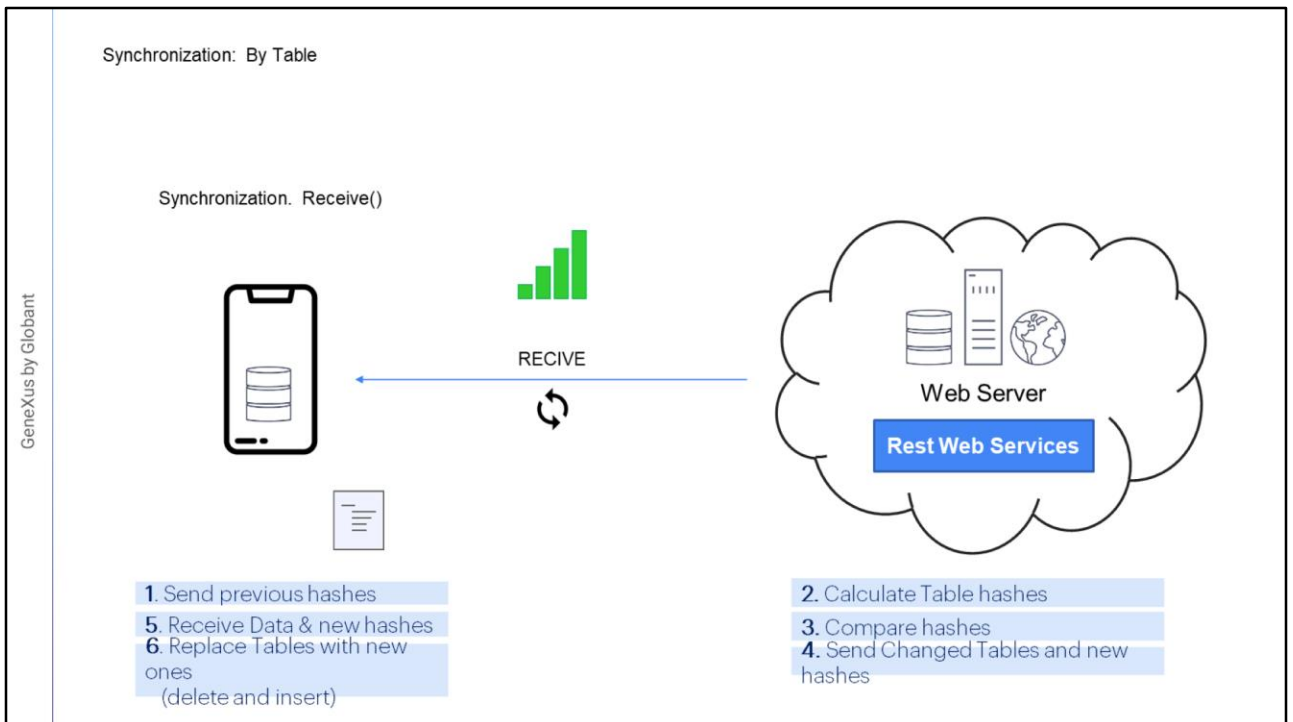 Synchronization: By Table
Synchronization. Receive()
GeneXus by Globant
RECIVE
Web Server
Rest Web Services
1. Send previous hashes
5. Receive Data & new hashes
6. Replace Tables with new
ones
(delete and insert)
2. Calculate Table hashes
3. Compare hashes
4. Send Changed Tables and new
hashes